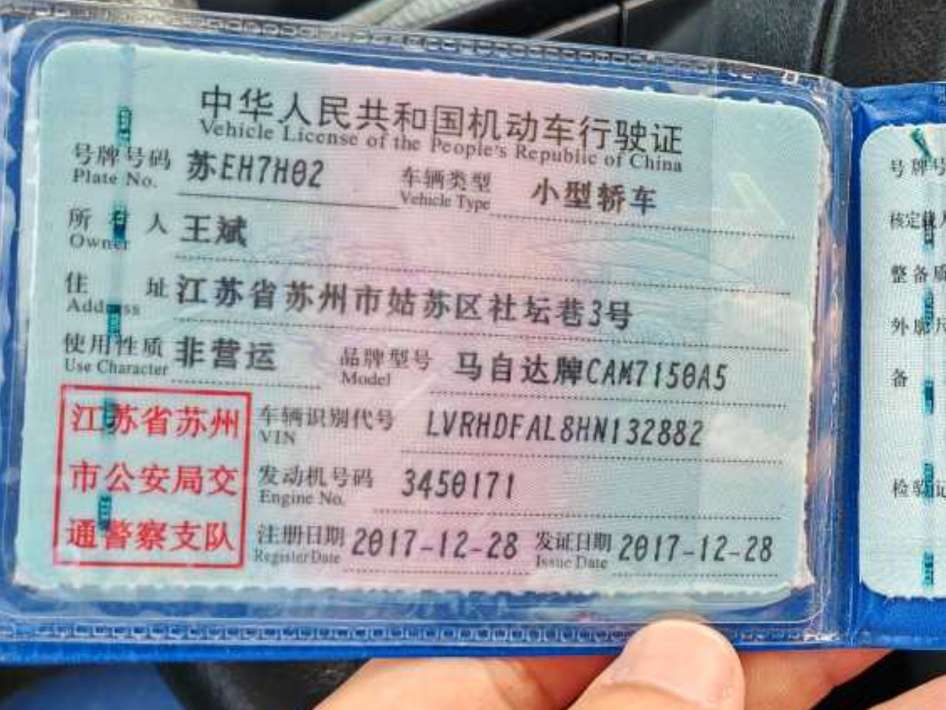 中华人民共和国机动车行驶证
Vehicle License of the People's Republic of China
号牌号码 苏EH7H02 车辆类型 小型轿车
Plate No. Vehicle Type
所有人 王斌
Owner
住址 江苏省苏州市姑苏区社坛巷3号
Address
使用性质 非营运 品牌型号 马自达牌CAM7150A5
Use Character Model
江苏省苏州
市公安局交
通警察支队
车辆识别代号 LVRHDFAL8HN132882
VIN
发动机号码 3450171
Engine No.
注册日期 2017-12-28 发证日期 2017-12-28
Register Date Issue Date
号牌号
核定载
整备质
外廓尺
备
检验记